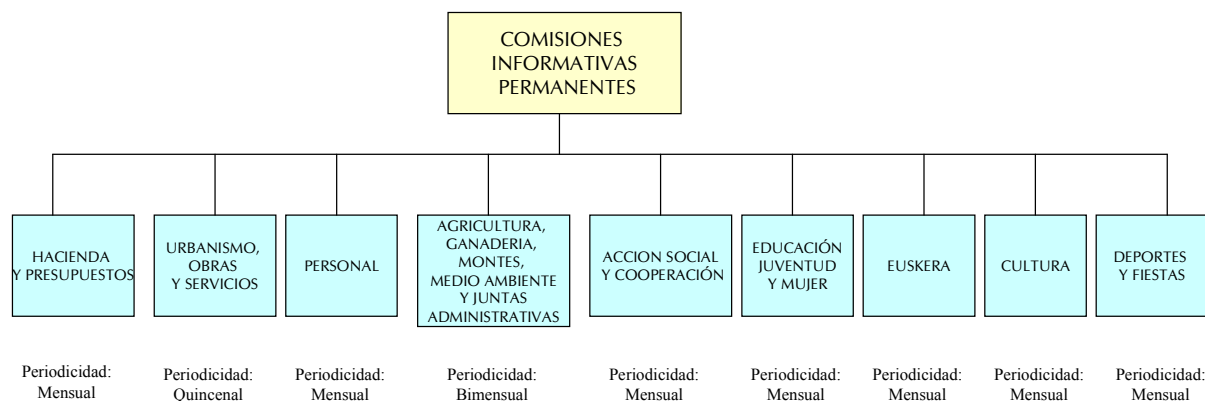 COMISIONES
INFORMATIVAS
PERMANENTES
HACIENDA
Y PRESUPUESTOS
URBANISMO,
OBRAS
Y SERVICIOS
PERSONAL
AGRICULTURA,
GANADERIA,
MONTES,
MEDIO AMBIENTE
Y JUNTAS
ADMINISTRATIVAS
ACCION SOCIAL
Y COOPERACIÓN
EDUCACIÓN
JUVENTUD
Y MUJER
EUSKERA
CULTURA
DEPORTES
Y FIESTAS
Periodicidad:
Mensual
Periodicidad:
Quincenal
Periodicidad:
Mensual
Periodicidad:
Bimensual
Periodicidad:
Mensual
Periodicidad:
Mensual
Periodicidad:
Mensual
Periodicidad:
Mensual
Periodicidad:
Mensual